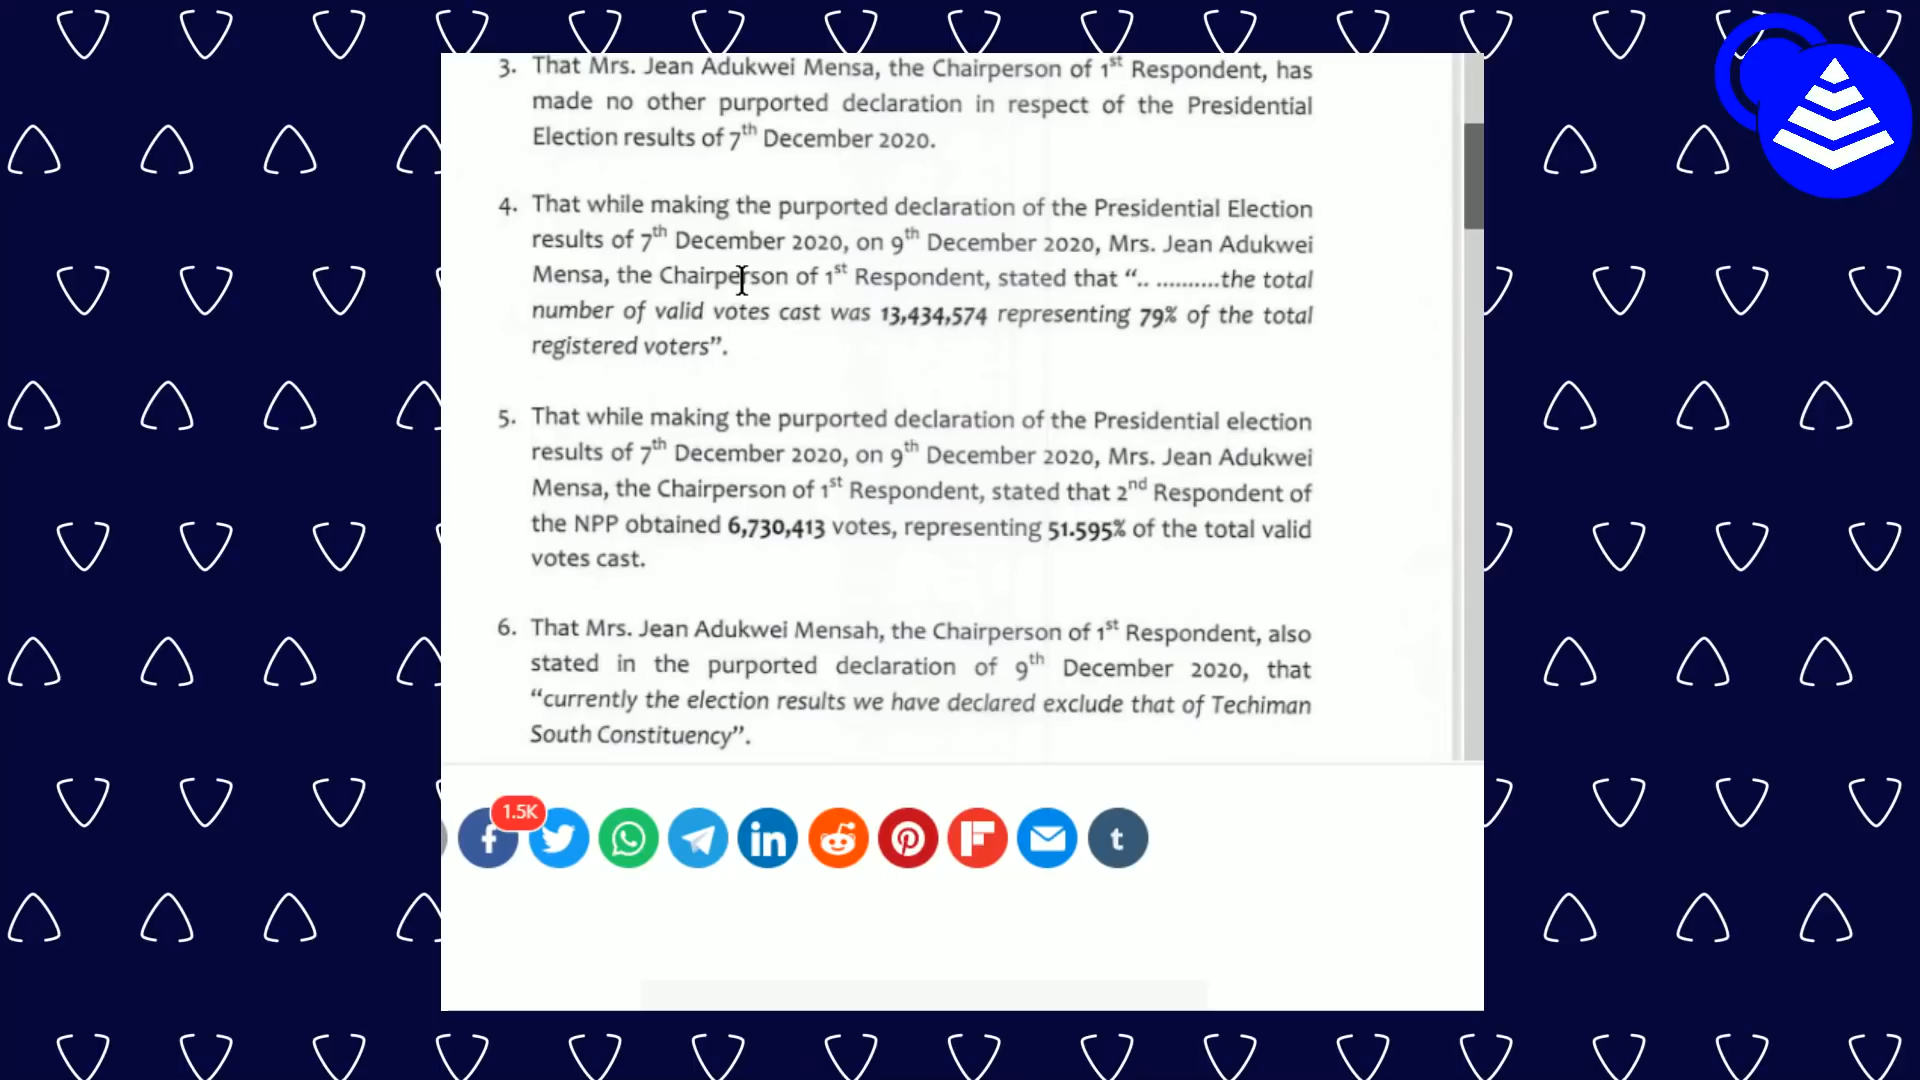 3. That Mrs. Jean Adukwei Mensa, the Chairperson of 1st Respondent, has
made no other purported declaration in respect of the Presidential
Election results of 7th December 2020.
4. That while making the purported declaration of the Presidential Election
results of 7th December 2020, on 9th December 2020, Mrs. Jean Adukwei
Mensa, the Chairperson of 1st Respondent, stated that “.. ..........the total
number of valid votes cast was 13,434,574 representing 79% of the total
registered voters”.
5. That while making the purported declaration of the Presidential election
results of 7th December 2020, on 9th December 2020, Mrs. Jean Adukwei
Mensa, the Chairperson of 1st Respondent, stated that 2nd Respondent of
the NPP obtained 6,730,413 votes, representing 51.595% of the total valid
votes cast.
6. That Mrs. Jean Adukwei Mensah, the Chairperson of 1st Respondent, also
stated in the purported declaration of 9th December 2020, that
“currently the election results we have declared exclude that of Techiman
South Constituency”.
1.5K